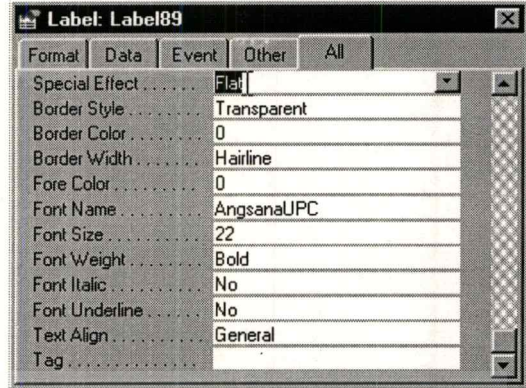 Label: Label89
Format Data Event Other All
Special Effect . . . . . . Flat
Border Style . . . . . . . . Transparent
Border Color . . . . . . . . 0
Border Width . . . . . . . . Hairline
Fore Color . . . . . . . . . 0
Font Name . . . . . . . . . AngsanaUPC
Font Size . . . . . . . . . . 22
Font Weight . . . . . . . . Bold
Font Italic . . . . . . . . . . No
Font Underline . . . . . . No
Text Align . . . . . . . . . . General
Tag . . . . . . . . . . . . . . .